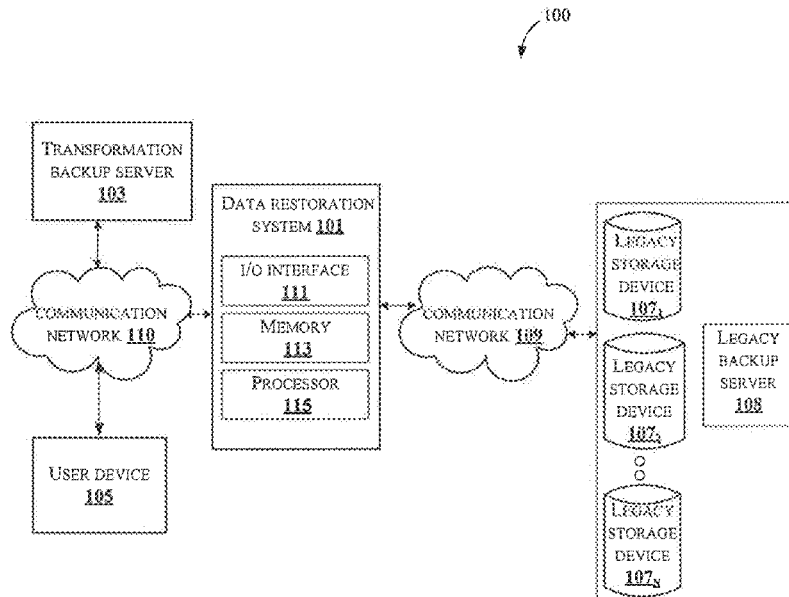 100
TRANSFORMATION
BACKUP SERVER
103
DATA RESTORATION
SYSTEM 101
I/O INTERFACE
111
MEMORY
113
PROCESSOR
115
COMMUNICATION
NETWORK 110
USER DEVICE
105
COMMUNICATION
NETWORK 109
LEGACY
STORAGE
DEVICE
107₁
LEGACY
STORAGE
DEVICE
107₂
LEGACY
STORAGE
DEVICE
107N
LEGACY
BACKUP
SERVER
108